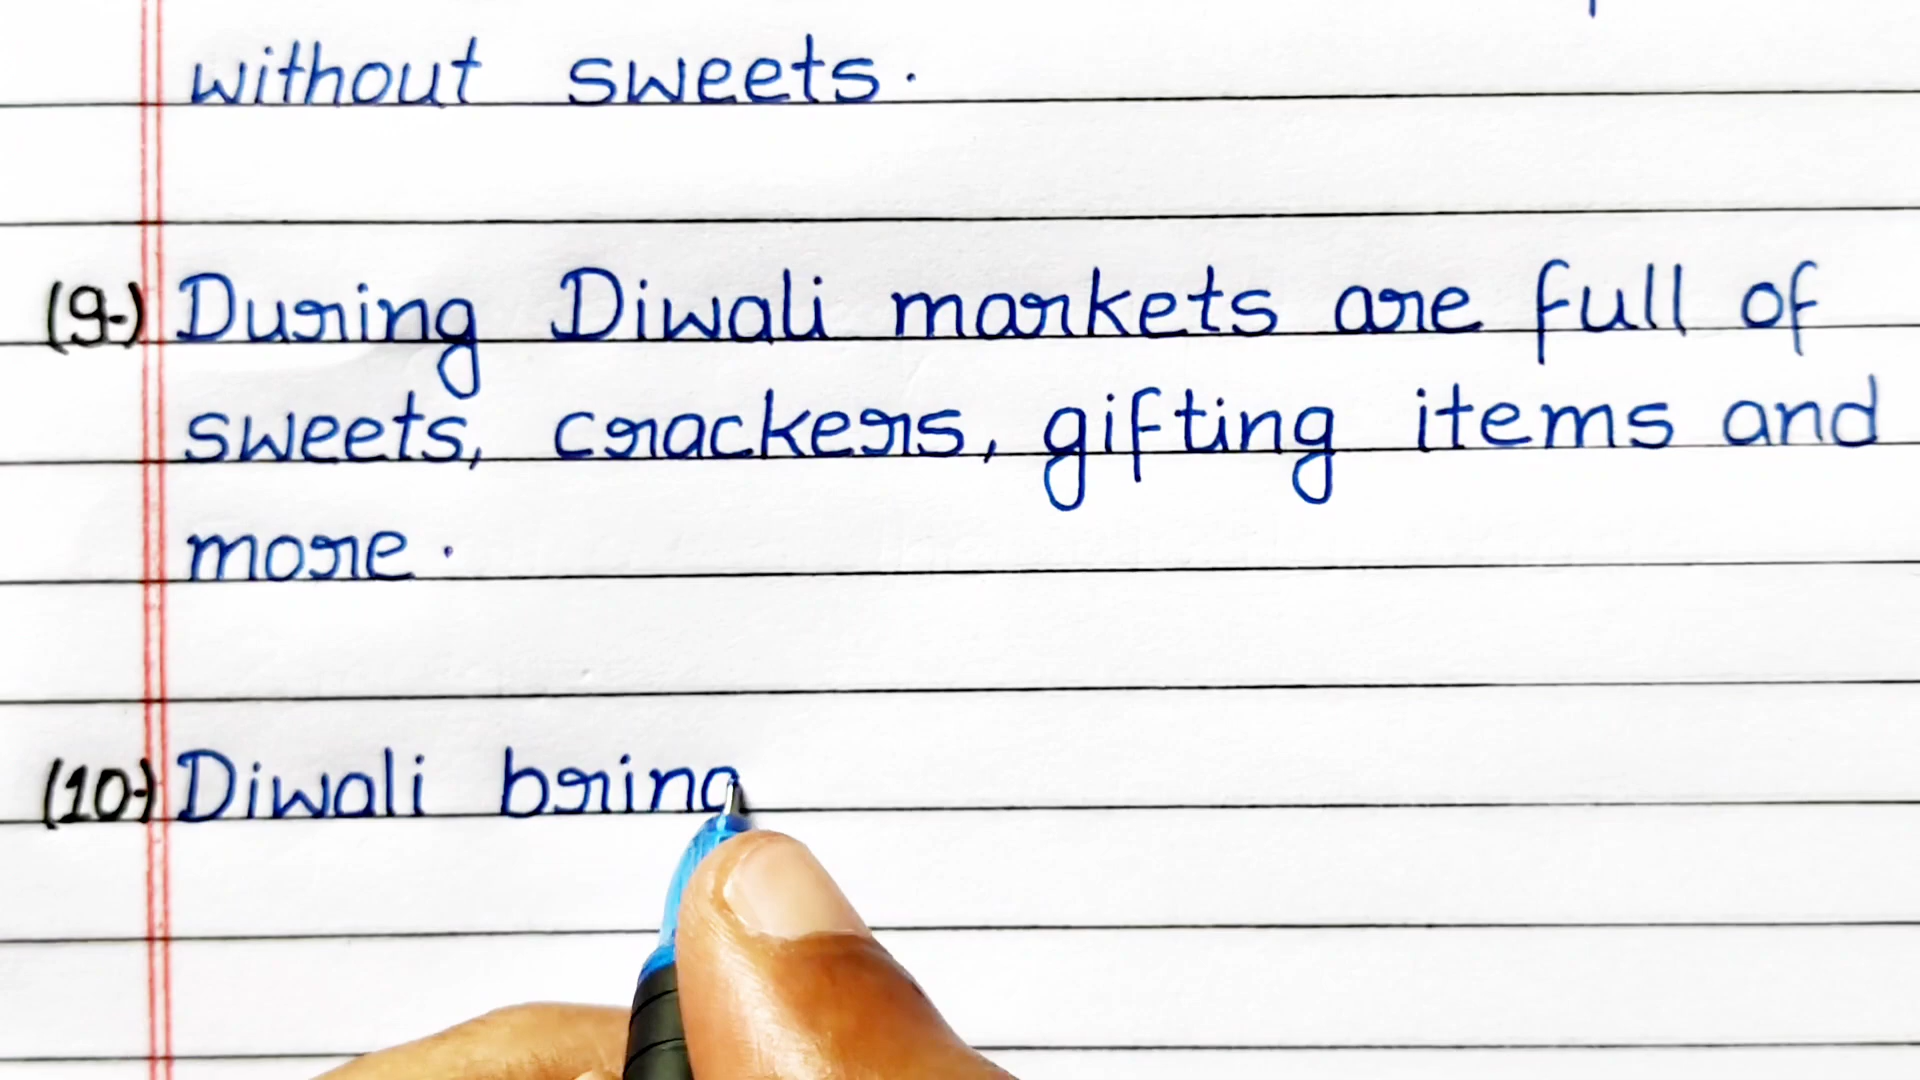 without sweets.
(9.) During Diwali markets are full of
sweets, crackers, gifting items and
more.
(10.) Diwali bring